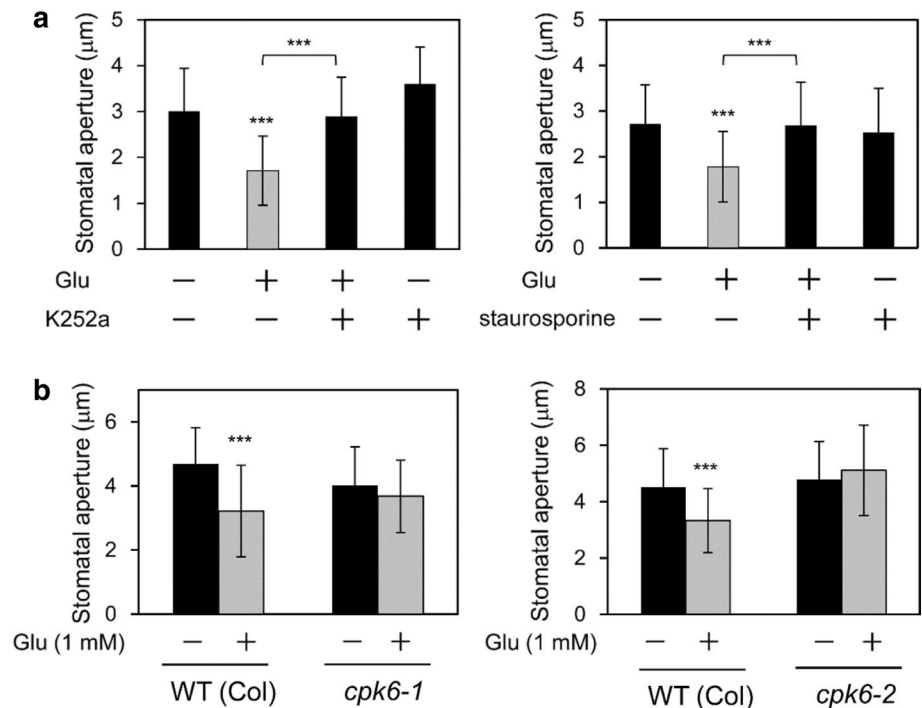 a
Stomatal aperture (μm)
5
4
3
2
1
0
***
***
Glu − + + −
K252a − − + +
Stomatal aperture (μm)
5
4
3
2
1
0
***
***
Glu − + + −
staurosporine − − + +
b
Stomatal aperture (μm)
6
4
2
0
***
Glu (1 mM) − + − +
WT (Col) cpk6-1
Stomatal aperture (μm)
8
6
4
2
0
***
Glu (1 mM) − + − +
WT (Col) cpk6-2